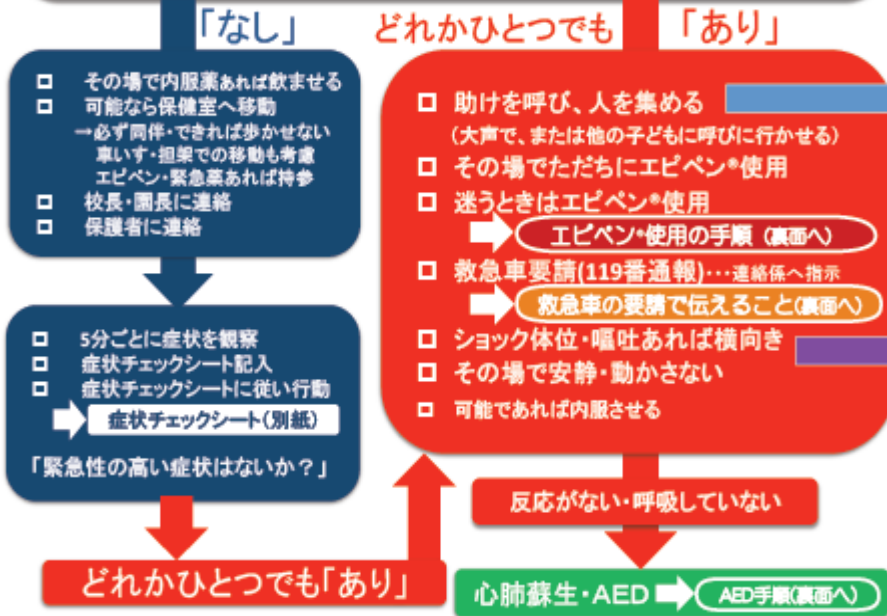 「なし」
どれかひとつでも 「あり」
□ その場で内服薬あれば飲ませる
□ 可能なら保健室へ移動
→必ず同伴・できれば歩かせない
車いす・担架での移動も考慮
エピペン・緊急薬あれば持参
□ 校長・園長に連絡
□ 保護者に連絡
□ 5分ごとに症状を観察
□ 症状チェックシート記入
□ 症状チェックシートに従い行動
症状チェックシート(別紙)
「緊急性の高い症状はないか？」
どれかひとつでも「あり」
□ 助けを呼び、人を集める
(大声で、または他の子どもに呼びに行かせる)
□ その場でただちにエピペン®使用
□ 迷うときはエピペン®使用
エピペン®使用の手順（裏面へ）
□ 救急車要請(119番通報)…連絡係へ指示
救急車の要請で伝えること(裏面へ)
□ ショック体位・嘔吐あれば横向き
□ その場で安静・動かさない
□ 可能であれば内服させる
反応がない・呼吸していない
心肺蘇生・AED
AED手順(裏面へ)